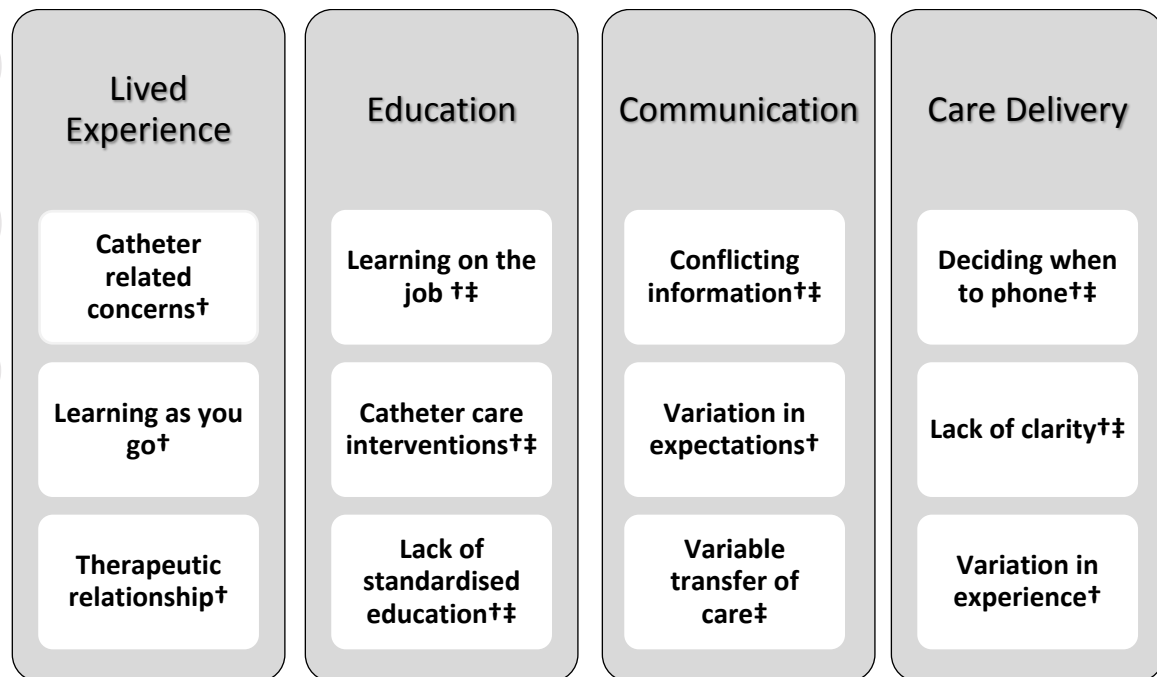 Lived
Experience
Catheter
related
concerns†
Learning as you
go†
Therapeutic
relationship†
Education
Learning on the
job †‡
Catheter care
interventions†‡
Lack of
standardised
education†‡
Communication
Conflicting
information†‡
Variation in
expectations†
Variable
transfer of
care‡
Care Delivery
Deciding when
to phone†‡
Lack of clarity†‡
Variation in
experience†